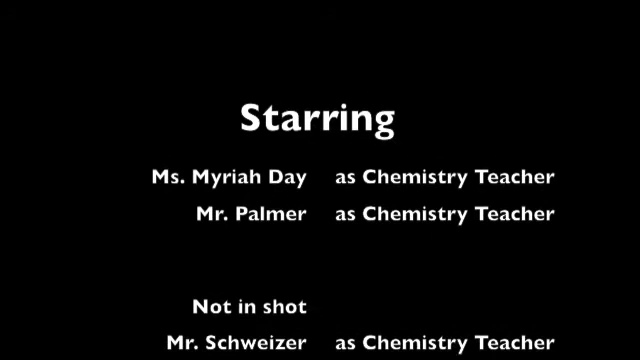 Starring
Ms. Myriah Day as Chemistry Teacher
Mr. Palmer as Chemistry Teacher
Not in shot
Mr. Schweizer as Chemistry Teacher